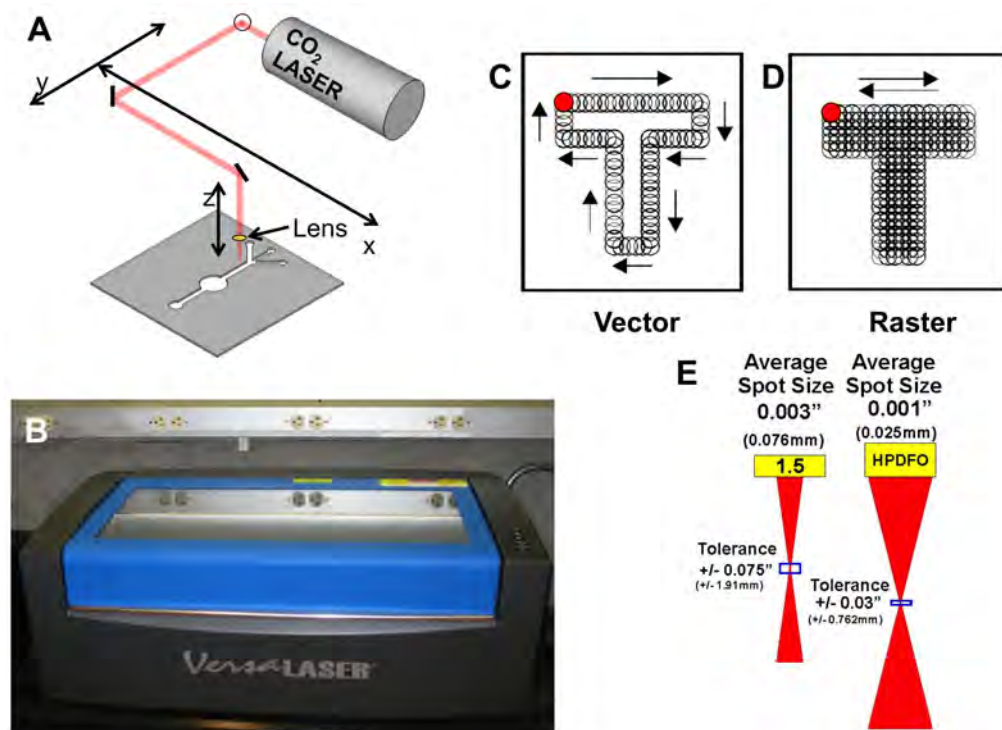 A
CO2
LASER
y
Z
Lens
x
B
VersaLASER
C
D
Vector
Raster
E
Average
Spot Size
0.003”
(0.076mm)
1.5
Average
Spot Size
0.001”
(0.025mm)
HPDFO
Tolerance
+/- 0.075”
(+/- 1.91mm)
Tolerance
+/- 0.03”
(+/- 0.762mm)